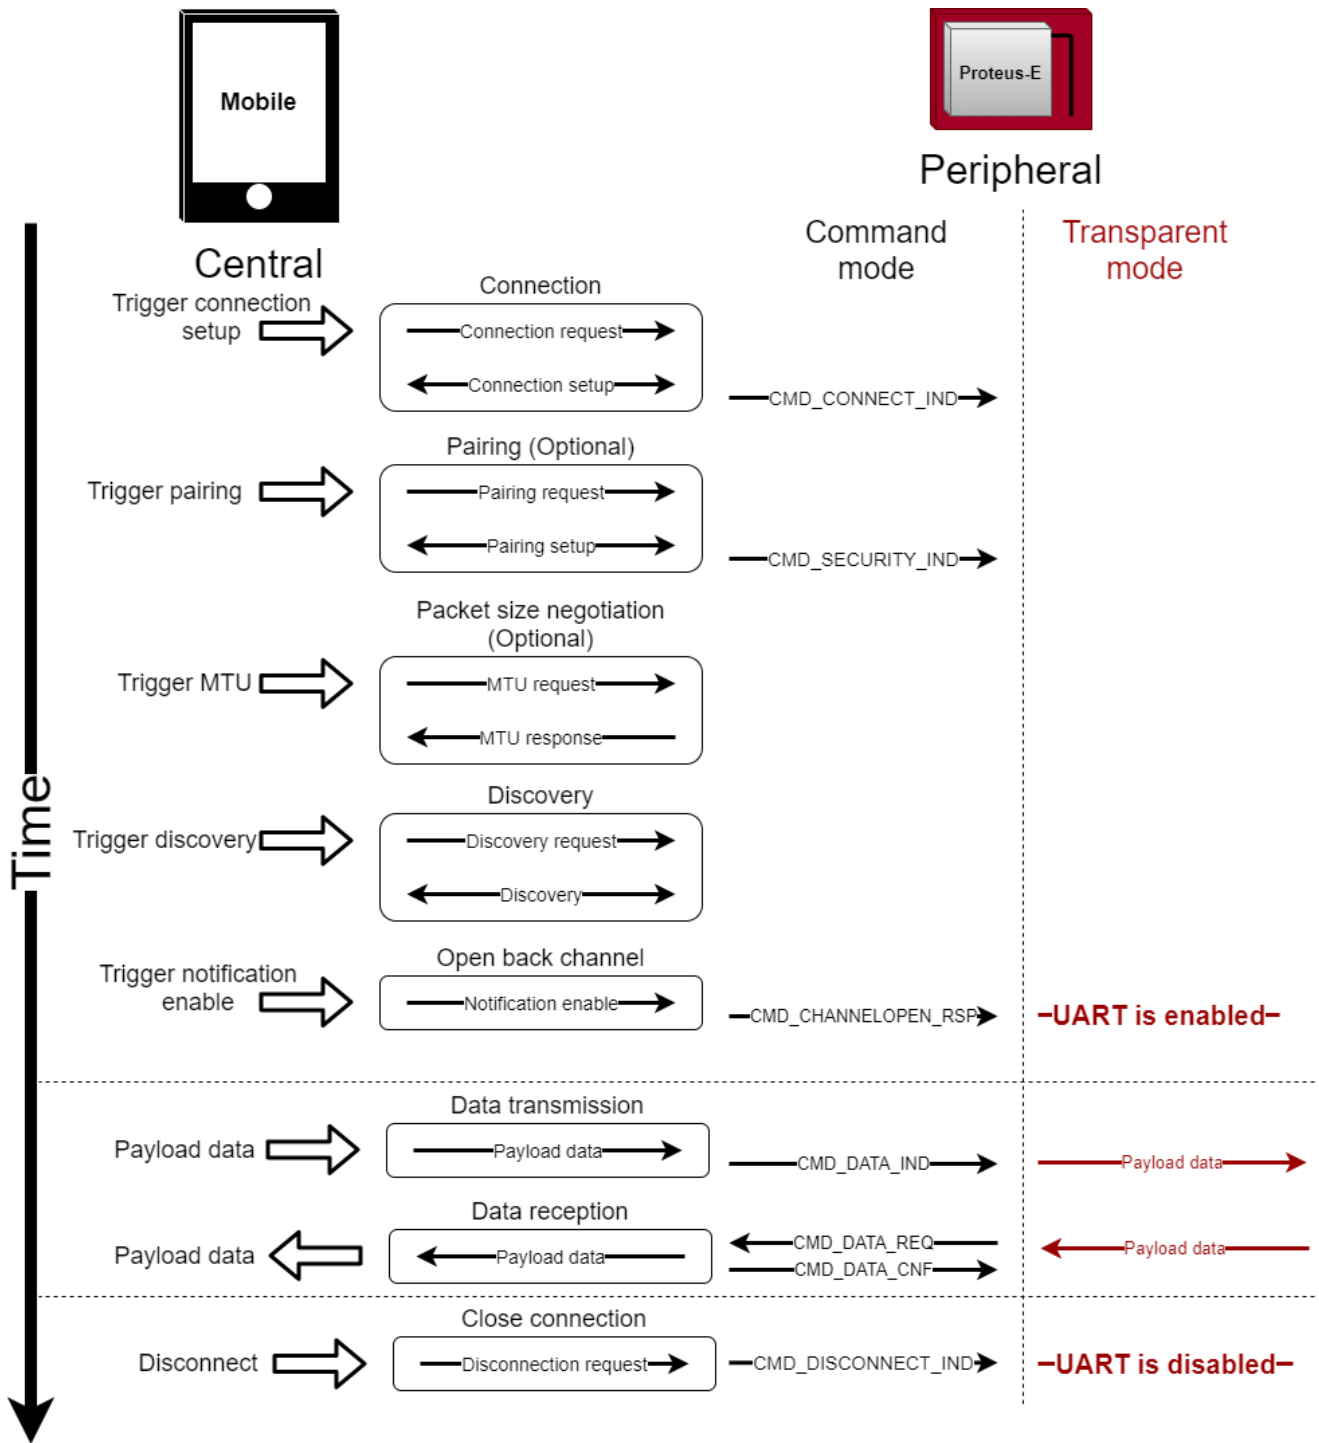 Mobile
Proteus-E
Peripheral
Central
Command
mode
Transparent
mode
Time
Trigger connection
setup
Connection
Connection request
Connection setup
CMD_CONNECT_IND
Pairing (Optional)
Trigger pairing
Pairing request
Pairing setup
CMD_SECURITY_IND
Packet size negotiation
(Optional)
Trigger MTU
MTU request
MTU response
Discovery
Trigger discovery
Discovery request
Discovery
Open back channel
Trigger notification
enable
Notification enable
CMD_CHANNELOPEN_RSP
UART is enabled
Data transmission
Payload data
Payload data
CMD_DATA_IND
Payload data
Data reception
Payload data
Payload data
CMD_DATA_REQ
CMD_DATA_CNF
Payload data
Close connection
Disconnect
Disconnection request
CMD_DISCONNECT_IND
UART is disabled